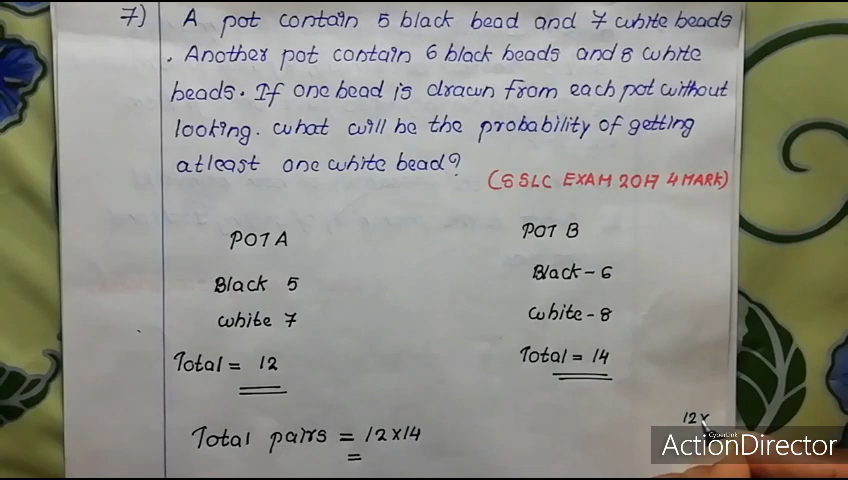 7) A pot contain 5 black bead and 7 white beads
. Another pot contain 6 black beads and 8 white
beads. If one bead is drawn from each pot without
looking. what will be the probability of getting
atleast one white bead?
(SSLC EXAM 2017 4 MARK)
POT A
Black 5
white 7
Total = 12
POT B
Black - 6
white - 8
Total = 14
Total pairs = 12 x 14
12 x
CyberLink
ActionDirector